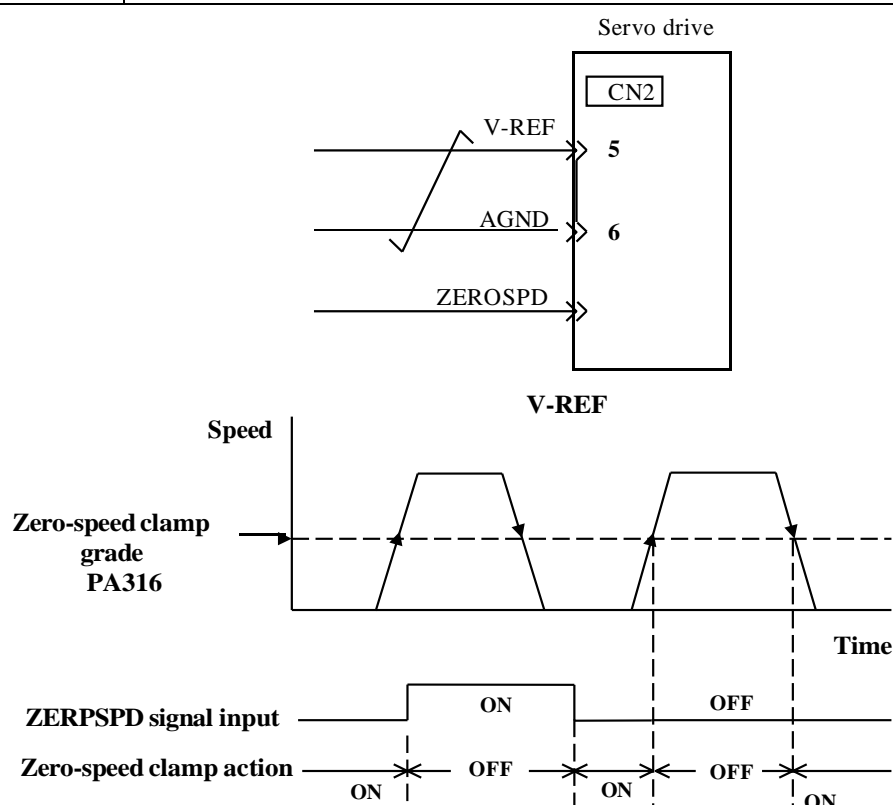 Servo drive
CN2
V-REF
5
AGND
6
ZEROSPD
V-REF
Speed
Zero-speed clamp
grade
PA316
Time
ZERPSPD signal input
ON
OFF
Zero-speed clamp action
ON
OFF
ON
OFF
ON